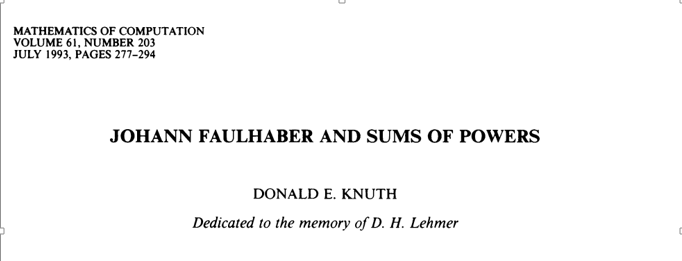 MATHEMATICS OF COMPUTATION
VOLUME 61, NUMBER 203
JULY 1993, PAGES 277–294
JOHANN FAULHABER AND SUMS OF POWERS
DONALD E. KNUTH
Dedicated to the memory of D. H. Lehmer